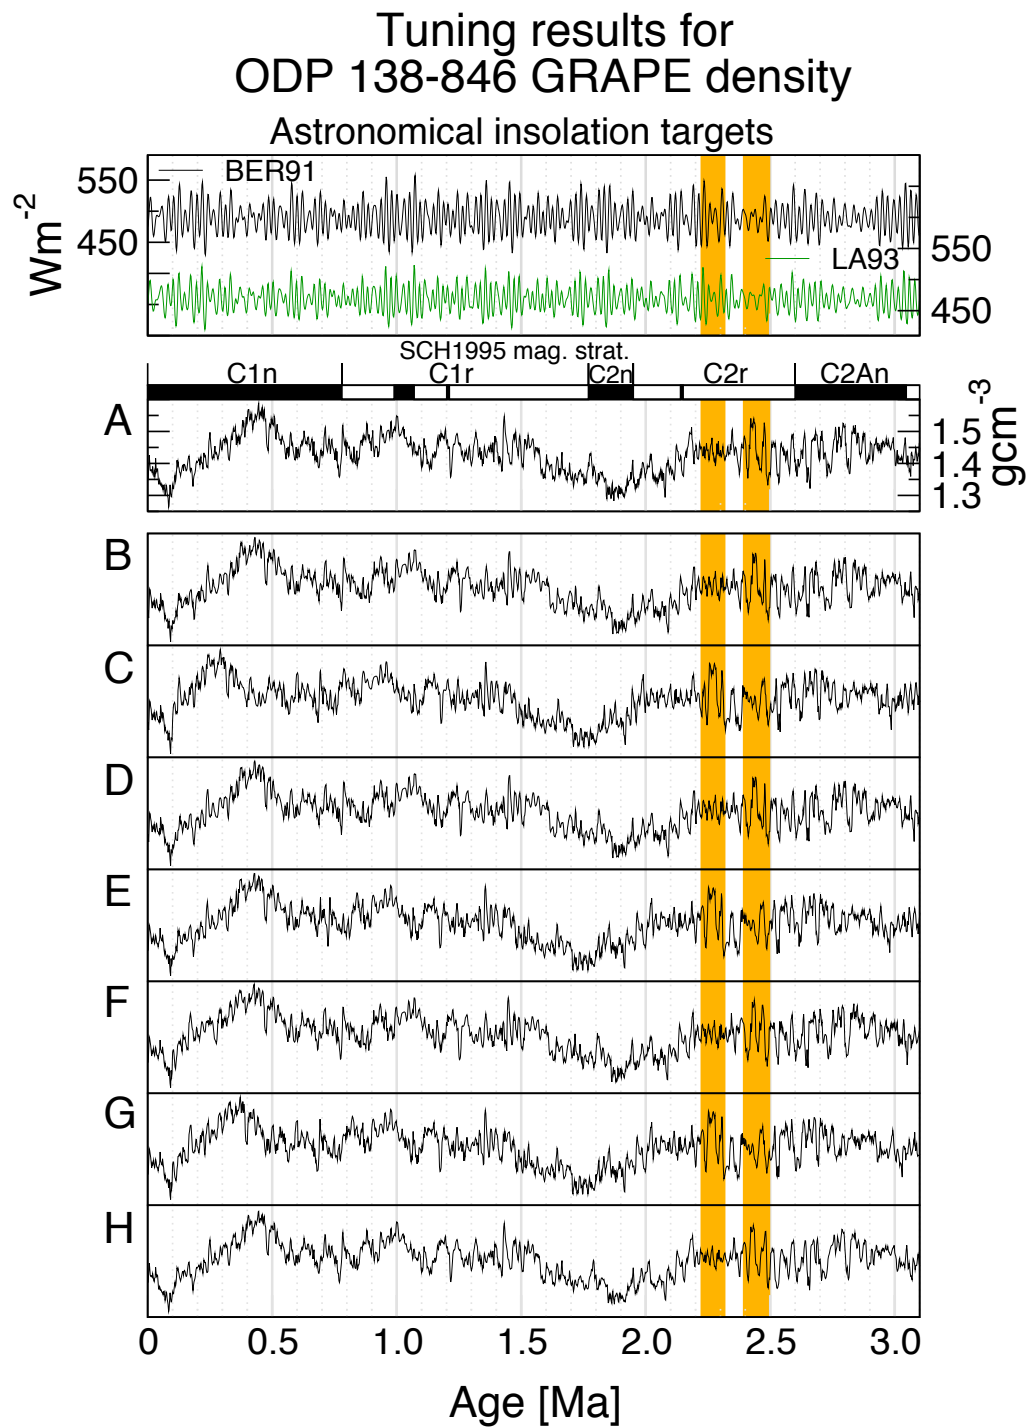 Tuning results for
ODP 138-846 GRAPE density
Astronomical insolation targets
BER91
550
450
Wm-2
LA93
550
450
SCH1995 mag. strat.
C1n C1r C2n C2r C2An
A
1.5
1.4
1.3
gcm-3
B
C
D
E
F
G
H
0 0.5 1.0 1.5 2.0 2.5 3.0
Age [Ma]